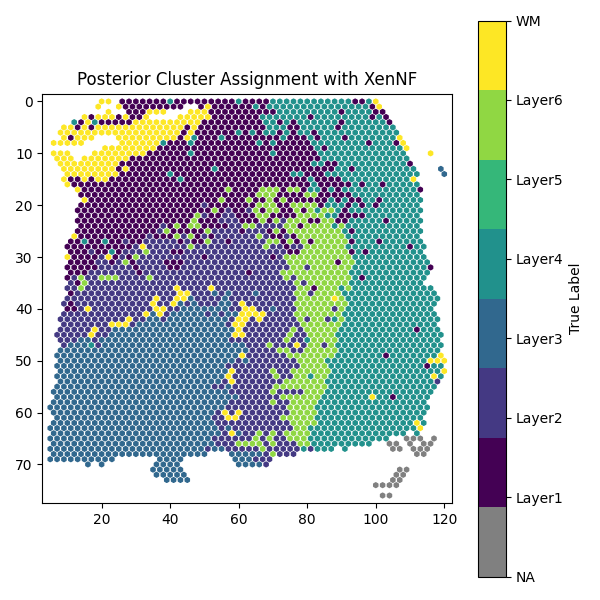 Posterior Cluster Assignment with XenNF
0
10
20
30
40
50
60
70
20
40
60
80
100
120
WM
Layer6
Layer5
Layer4
Layer3
Layer2
Layer1
NA
True Label